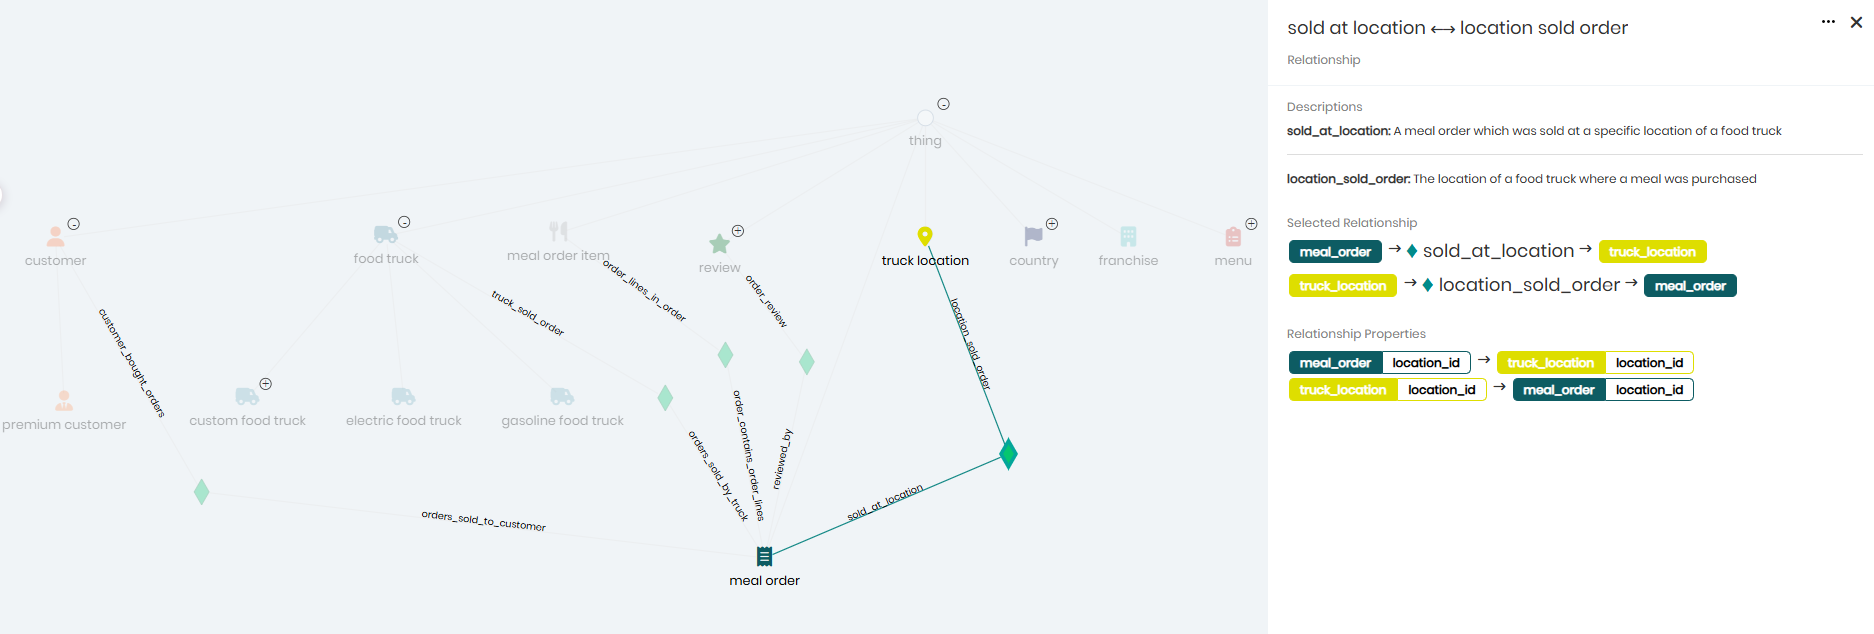 thing
customer
food truck
meal order item
review
truck location
country
franchise
menu
order_lines_in_order
order_review
truck_sold_order
customer_bought_orders
location_sold_order
premium customer
custom food truck
electric food truck
gasoline food truck
orders_sold_by_truck
order_contains_order_lines
reviewed_by
sold_at_location
orders_sold_to_customer
meal order
sold at location ⟷ location sold order
Relationship
Descriptions
sold_at_location: A meal order which was sold at a specific location of a food truck
location_sold_order: The location of a food truck where a meal was purchased
Selected Relationship
meal_order → ♦ sold_at_location → truck_location
truck_location → ♦ location_sold_order → meal_order
Relationship Properties
meal_order location_id → truck_location location_id
truck_location location_id → meal_order location_id